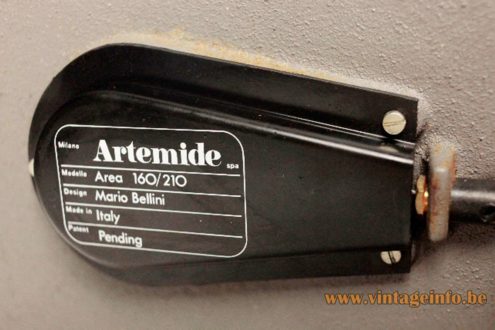 Milano Artemide spa
Modello Area 160/210
Design Mario Bellini
Made in Italy
Patent Pending
www.vintageinfo.be